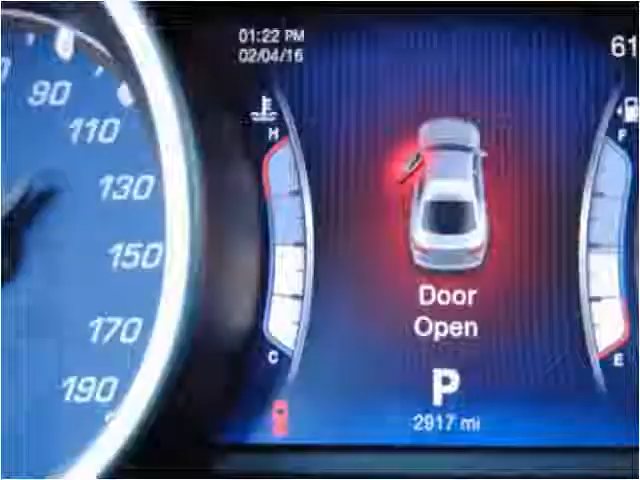 01:22 PM
02/04/16
61
90
110
130
150
170
190
H
C
F
E
Door
Open
P
2917 mi